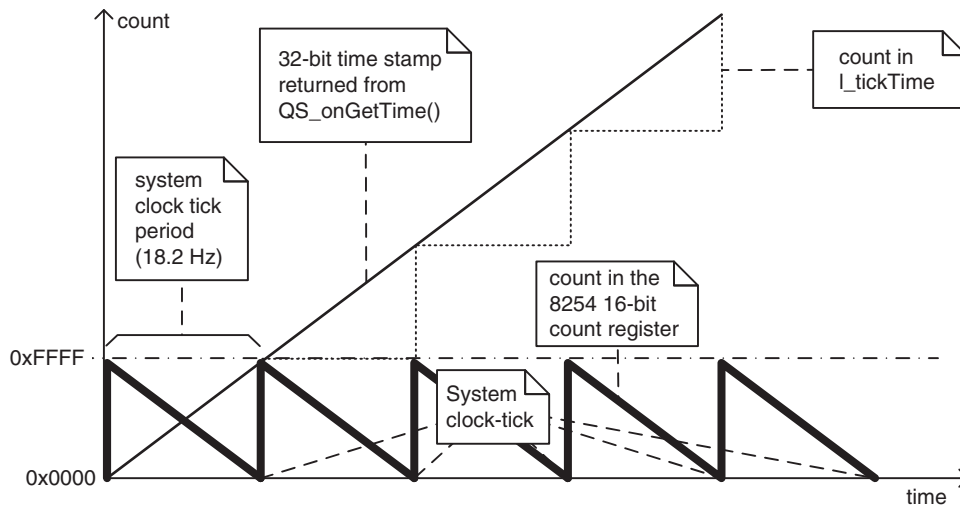 count
32-bit time stamp
returned from
QS_onGetTime()
count in
l_tickTime
system
clock tick
period
(18.2 Hz)
count in the
8254 16-bit
count register
0xFFFF
System
clock-tick
0x0000
time